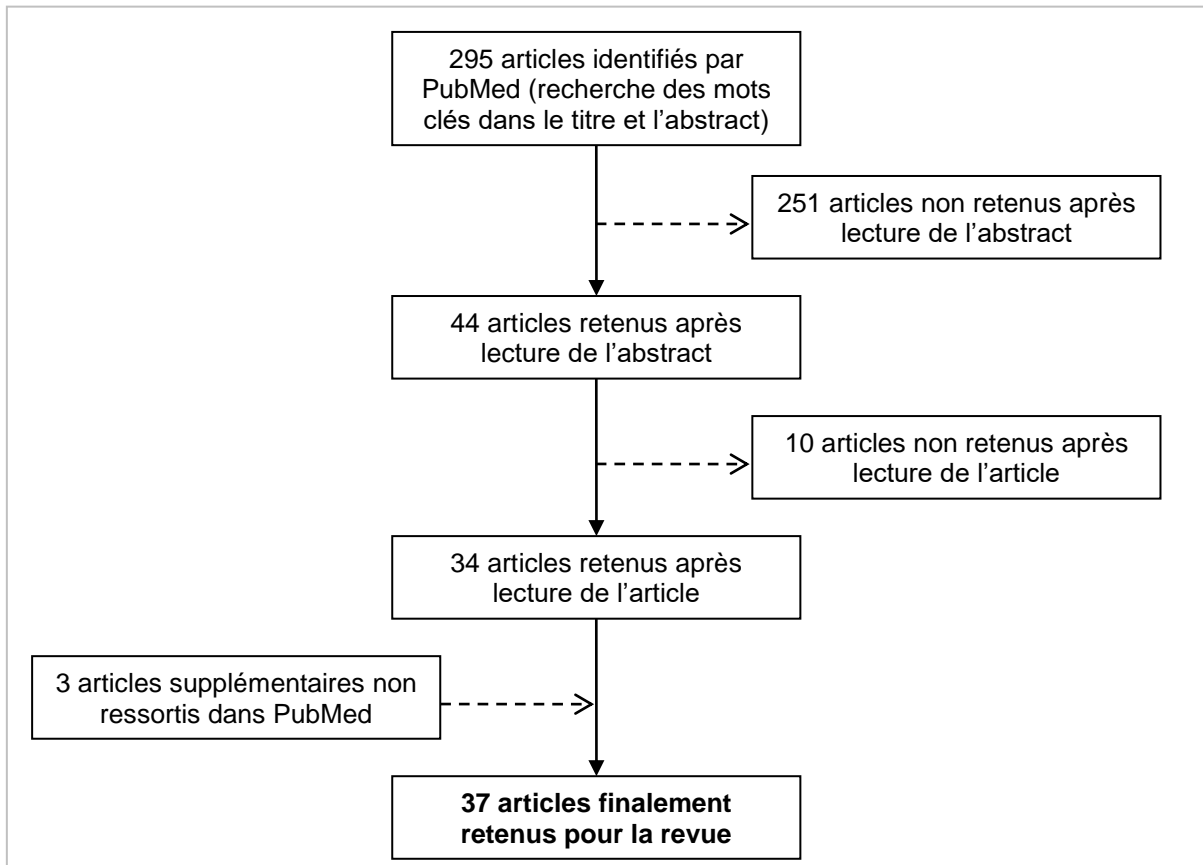 295 articles identifiés par
PubMed (recherche des mots
clés dans le titre et l’abstract)
251 articles non retenus après
lecture de l’abstract
44 articles retenus après
lecture de l’abstract
10 articles non retenus après
lecture de l’article
34 articles retenus après
lecture de l’article
3 articles supplémentaires non
ressortis dans PubMed
37 articles finalement
retenus pour la revue